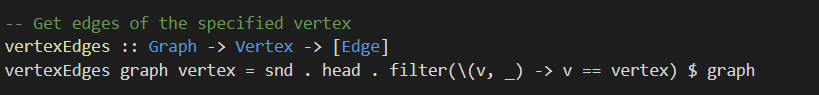 -- Get edges of the specified vertex
vertexEdges :: Graph -> Vertex -> [Edge]
vertexEdges graph vertex = snd . head . filter(\(v, _) -> v == vertex) $ graph